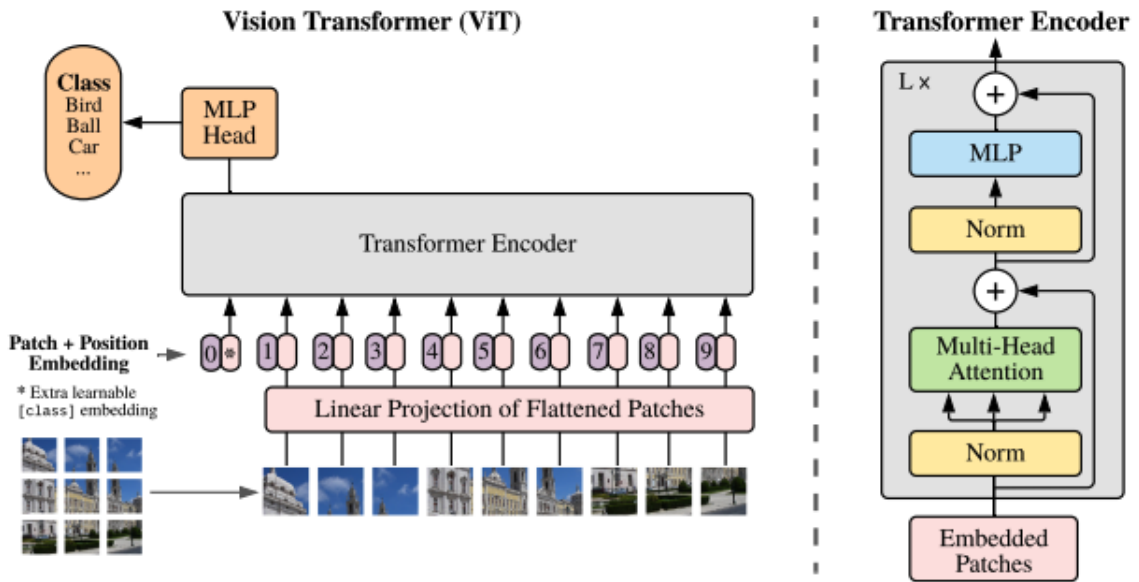 Vision Transformer (ViT)
Class
Bird
Ball
Car
...
MLP
Head
Transformer Encoder
Patch + Position
Embedding
0 * 1 2 3 4 5 6 7 8 9
* Extra learnable
[class] embedding
Linear Projection of Flattened Patches
Transformer Encoder
L ×
+
MLP
Norm
+
Multi-Head
Attention
Norm
Embedded
Patches